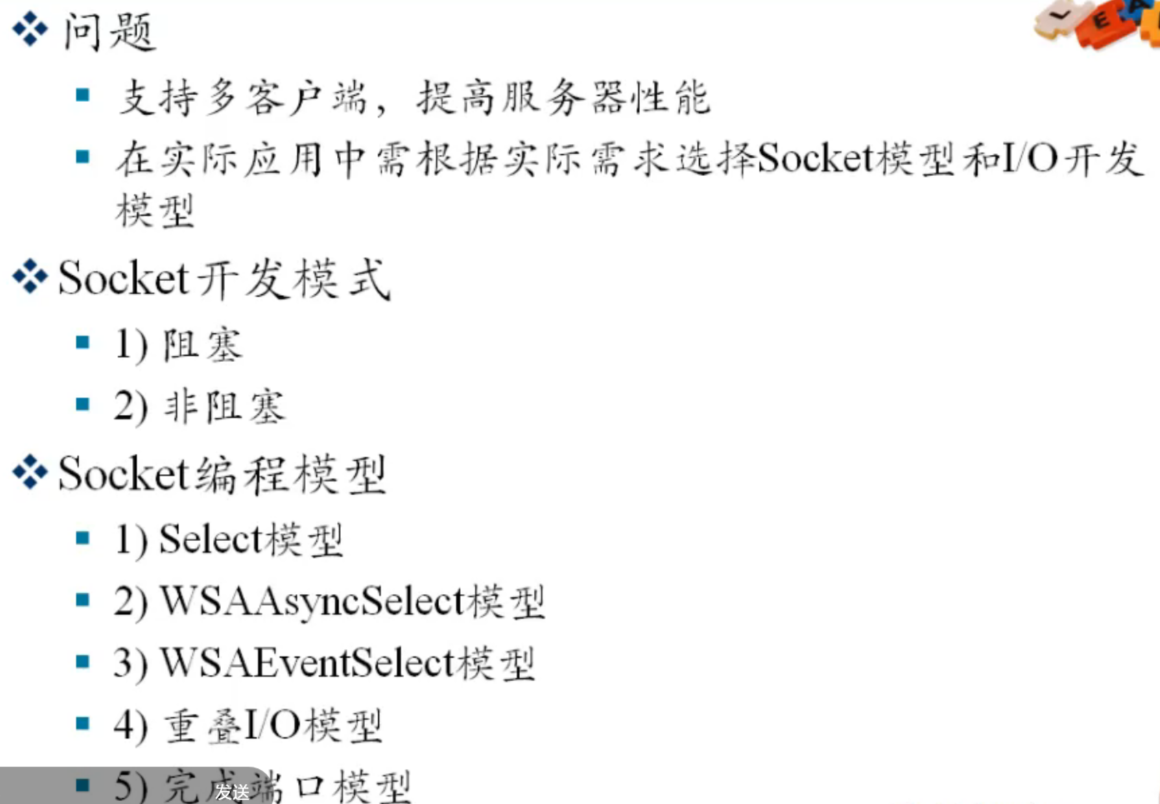 问题
支持多客户端，提高服务器性能
在实际应用中需根据实际需求选择Socket模型和I/O开发
模型
Socket开发模式
1) 阻塞
2) 非阻塞
Socket编程模型
1) Select模型
2) WSAAsyncSelect模型
3) WSAEventSelect模型
4) 重叠I/O模型
5) 完成端口模型
发送